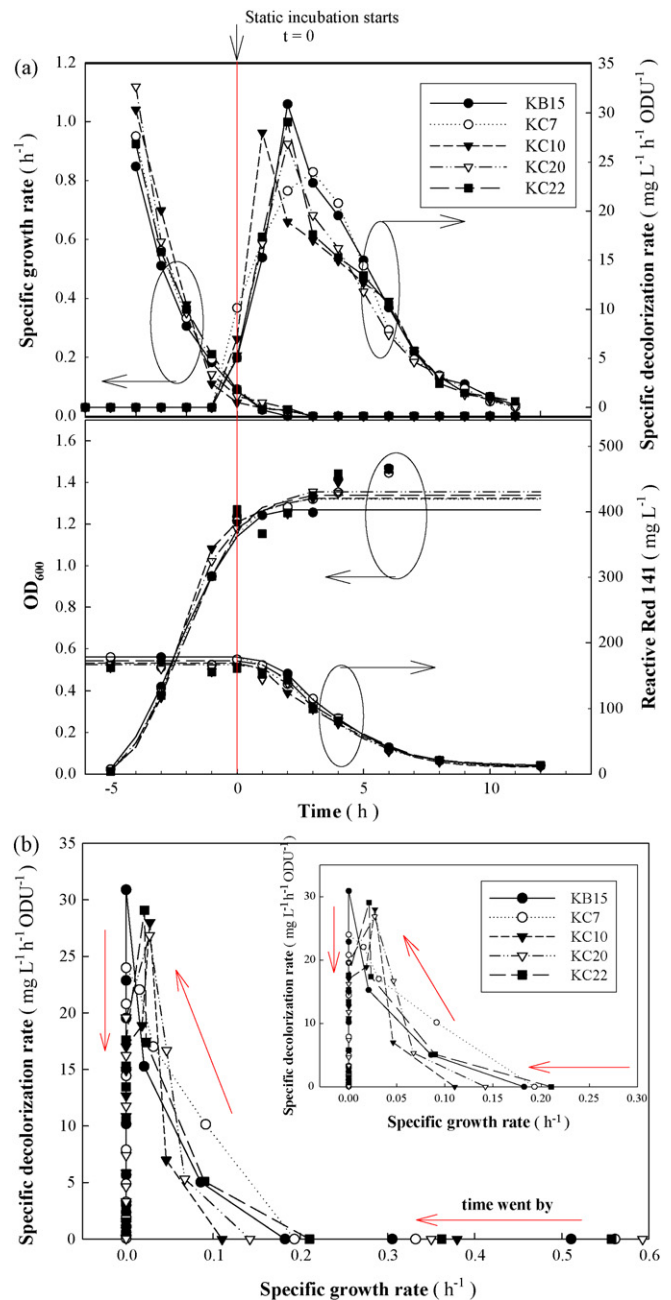 Static incubation starts
t = 0
(a)
1.2
1.0
0.8
0.6
0.4
0.2
0.0
Specific growth rate ( h⁻¹ )
KB15
KC7
KC10
KC20
KC22
35
30
25
20
15
10
5
0
Specific decolorization rate ( mg L⁻¹ h⁻¹ ODU⁻¹ )
1.6
1.4
1.2
1.0
0.8
0.6
0.4
0.2
0.0
OD₆₀₀
500
400
300
200
100
0
Reactive Red 141 ( mg L⁻¹ )
-5
0
5
10
Time ( h )
(b)
35
30
25
20
15
10
5
0
Specific decolorization rate ( mg L⁻¹h⁻¹ODU⁻¹ )
30
20
10
0
Specific decolorization rate ( mg L⁻¹h⁻¹ODU⁻¹ )
KB15
KC7
KC10
KC20
KC22
0.00
0.05
0.10
0.15
0.20
0.25
0.30
Specific growth rate ( h⁻¹ )
time went by
0.0
0.1
0.2
0.3
0.4
0.5
0.6
Specific growth rate ( h⁻¹ )